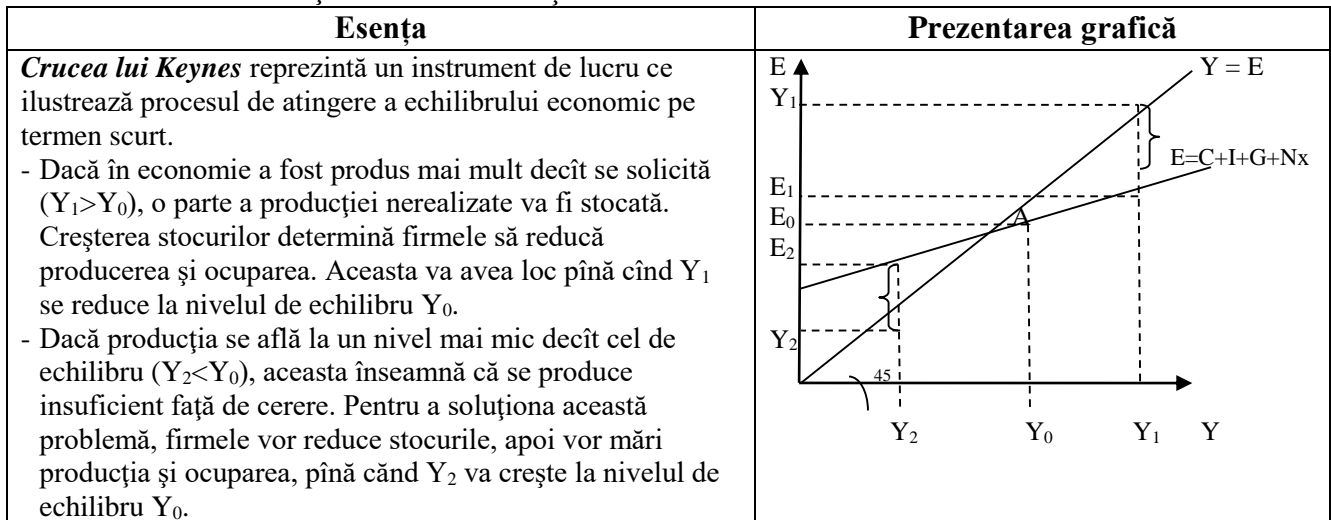 Esența
Prezentarea grafică
Crucea lui Keynes reprezintă un instrument de lucru ce
ilustrează procesul de atingere a echilibrului economic pe
termen scurt.
- Dacă în economie a fost produs mai mult decît se solicită
(Y₁>Y₀), o parte a producţiei nerealizate va fi stocată.
Creşterea stocurilor determină firmele să reducă
producerea şi ocuparea. Aceasta va avea loc pînă cînd Y₁
se reduce la nivelul de echilibru Y₀.
- Dacă producţia se află la un nivel mai mic decît cel de
echilibru (Y₂<Y₀), aceasta înseamnă că se produce
insuficient faţă de cerere. Pentru a soluţiona această
problemă, firmele vor reduce stocurile, apoi vor mări
producţia şi ocuparea, pînă cănd Y₂ va creşte la nivelul de
echilibru Y₀.
E
Y = E
Y₁
E=C+I+G+Nx
E₁
E₀
A
E₂
Y₂
45
Y₂ Y₀ Y₁ Y